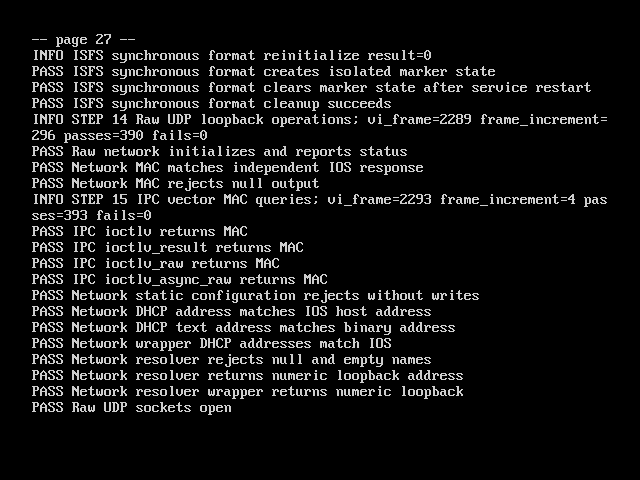 -- page 27 --
INFO ISFS synchronous format reinitialize result=0
PASS ISFS synchronous format creates isolated marker state
PASS ISFS synchronous format clears marker state after service restart
PASS ISFS synchronous format cleanup succeeds
INFO STEP 14 Raw UDP loopback operations; vi_frame=2289 frame_increment=
296 passes=390 fails=0
PASS Raw network initializes and reports status
PASS Network MAC matches independent IOS response
PASS Network MAC rejects null output
INFO STEP 15 IPC vector MAC queries; vi_frame=2293 frame_increment=4 pas
ses=393 fails=0
PASS IPC ioctlv returns MAC
PASS IPC ioctlv_result returns MAC
PASS IPC ioctlv_raw returns MAC
PASS IPC ioctlv_async_raw returns MAC
PASS Network static configuration rejects without writes
PASS Network DHCP address matches IOS host address
PASS Network DHCP text address matches binary address
PASS Network wrapper DHCP addresses match IOS
PASS Network resolver rejects null and empty names
PASS Network resolver returns numeric loopback address
PASS Network resolver wrapper returns numeric loopback
PASS Raw UDP sockets open